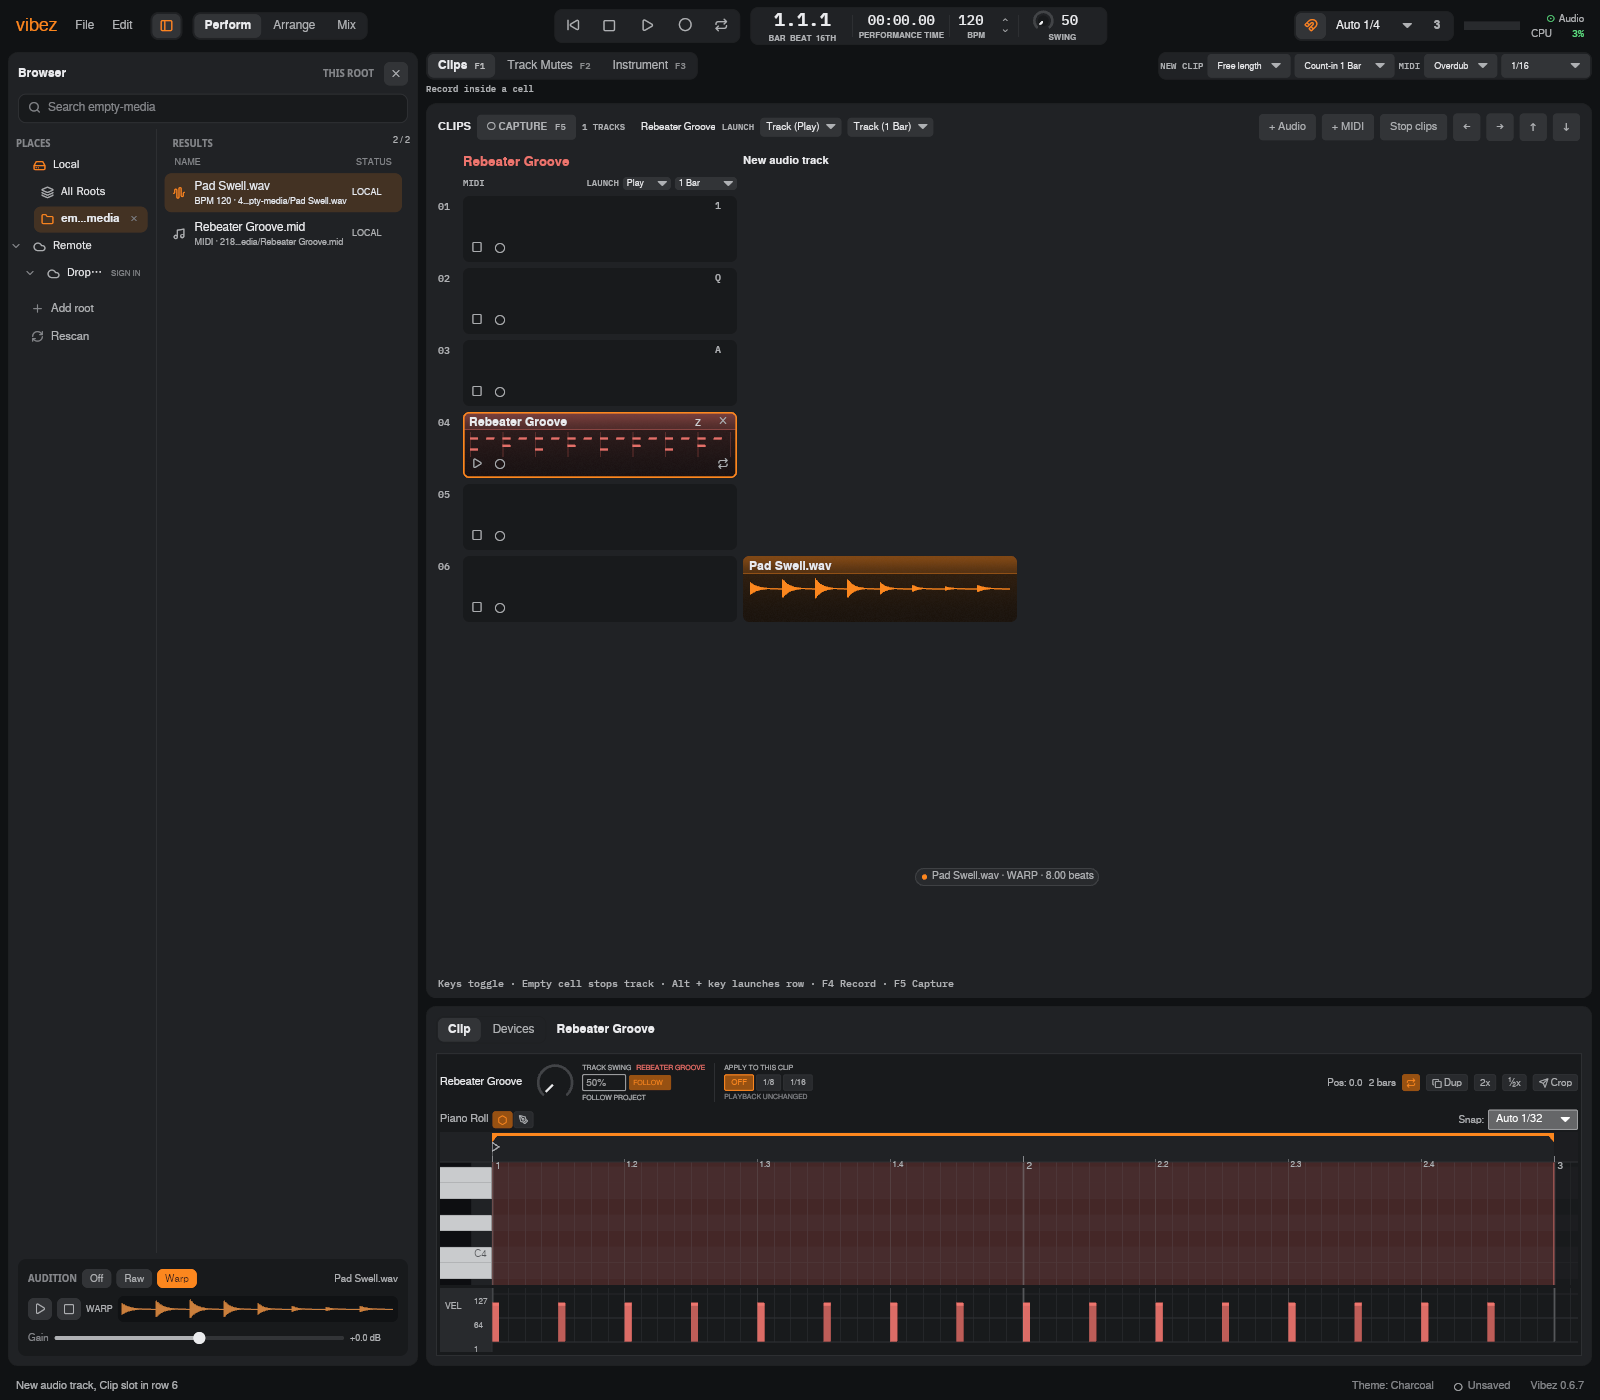 vibez File Edit Perform Arrange Mix
1.1.1
BAR BEAT 16TH
00:00.00
PERFORMANCE TIME
120
BPM
50
SWING
Auto 1/4 3
Audio
CPU 3%
Browser THIS ROOT
Search empty-media
PLACES
Local
All Roots
em...media
Remote
Drop··· SIGN IN
Add root
Rescan
RESULTS 2/2
NAME STATUS
Pad Swell.wav LOCAL
BPM 120 · 4...pty-media/Pad Swell.wav
Rebeater Groove.mid LOCAL
MIDI · 218...edia/Rebeater Groove.mid
AUDITION Off Raw Warp Pad Swell.wav
WARP
Gain +0.0 dB
Clips F1 Track Mutes F2 Instrument F3
NEW CLIP Free length Count-in 1 Bar MIDI Overdub 1/16
Record inside a cell
CLIPS CAPTURE F5 1 TRACKS Rebeater Groove LAUNCH Track (Play) Track (1 Bar)
+ Audio + MIDI Stop clips ← → ↑ ↓
Rebeater Groove New audio track
MIDI LAUNCH Play 1 Bar
01 1
02 Q
03 A
04 Rebeater Groove Z
05
06 Pad Swell.wav
Pad Swell.wav · WARP · 8.00 beats
Keys toggle · Empty cell stops track · Alt + key launches row · F4 Record · F5 Capture
Clip Devices Rebeater Groove
Rebeater Groove
TRACK SWING REBEATER GROOVE
50% FOLLOW
FOLLOW PROJECT
APPLY TO THIS CLIP
OFF 1/8 1/16
PLAYBACK UNCHANGED
Pos: 0.0 2 bars Dup 2x ½x Crop
Piano Roll Snap: Auto 1/32
1 1.2 1.3 1.4 2 2.2 2.3 2.4 3
C4
VEL 127
64
1
New audio track, Clip slot in row 6
Theme: Charcoal Unsaved Vibez 0.6.7